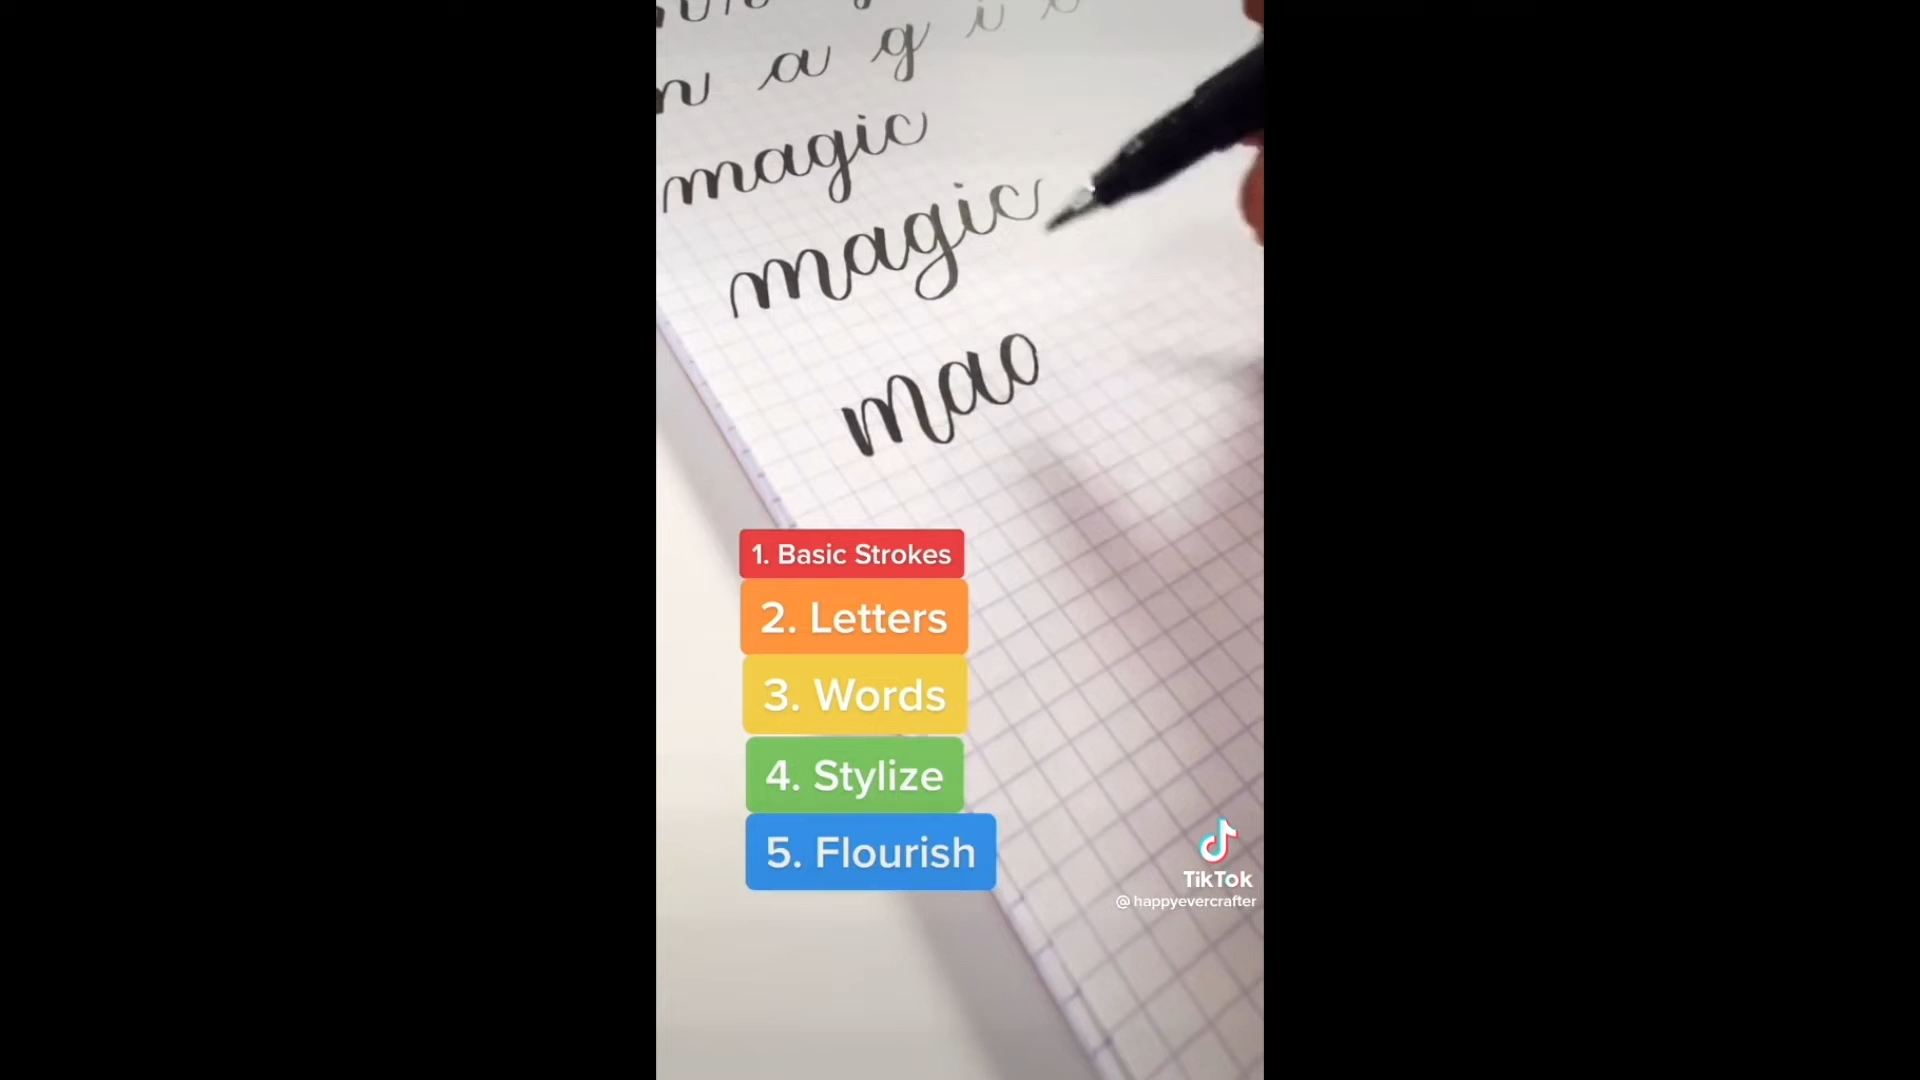 a g i
magic
magic
mao
1. Basic Strokes
2. Letters
3. Words
4. Stylize
5. Flourish
TikTok
@happyevercrafter